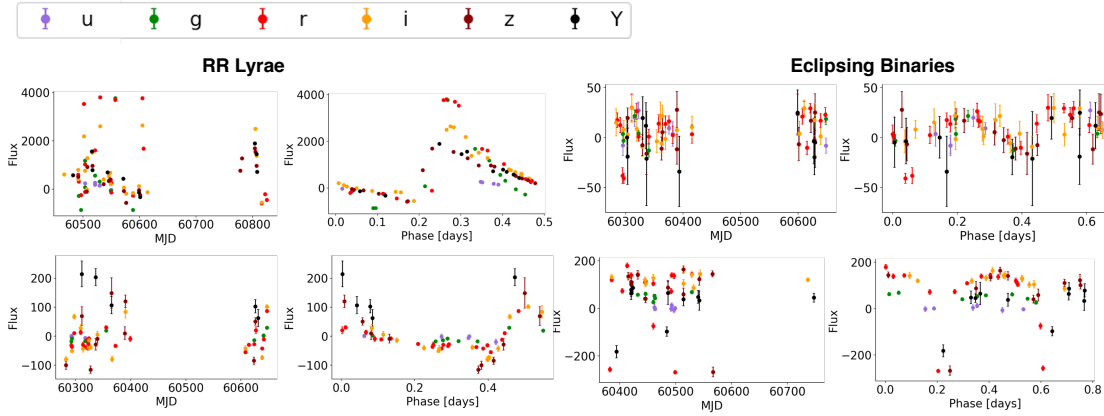 u g r i z Y
RR Lyrae
Eclipsing Binaries
4000
2000
0
Flux
60500 60600 60700 60800
MJD
4000
2000
0
Flux
0.0 0.1 0.2 0.3 0.4 0.5
Phase [days]
50
25
0
−25
−50
Flux
60300 60400 60500 60600
MJD
50
0
−50
Flux
0.0 0.2 0.4 0.6
Phase [days]
200
100
0
−100
Flux
60300 60400 60500 60600
MJD
200
100
0
−100
Flux
0.0 0.2 0.4
Phase [days]
200
0
−200
Flux
60400 60500 60600 60700
MJD
200
0
−200
Flux
0.0 0.2 0.4 0.6 0.8
Phase [days]